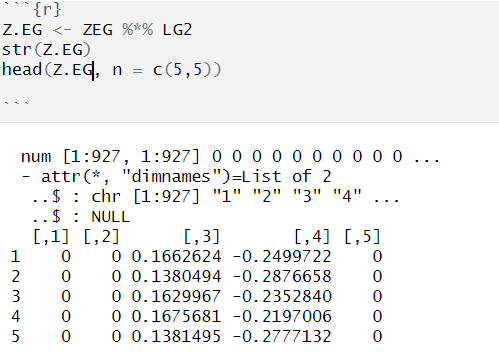 ```{r}
Z.EG <- ZEG %*% LG2
str(Z.EG)
head(Z.EG, n = c(5,5))
```
num [1:927, 1:927] 0 0 0 0 0 0 0 0 0 0 ...
- attr(*, "dimnames")=List of 2
..$ : chr [1:927] "1" "2" "3" "4" ...
..$ : NULL
[,1] [,2] [,3] [,4] [,5]
1 0 0 0.1662624 -0.2499722 0
2 0 0 0.1380494 -0.2876658 0
3 0 0 0.1629967 -0.2352840 0
4 0 0 0.1675681 -0.2197006 0
5 0 0 0.1381495 -0.2777132 0